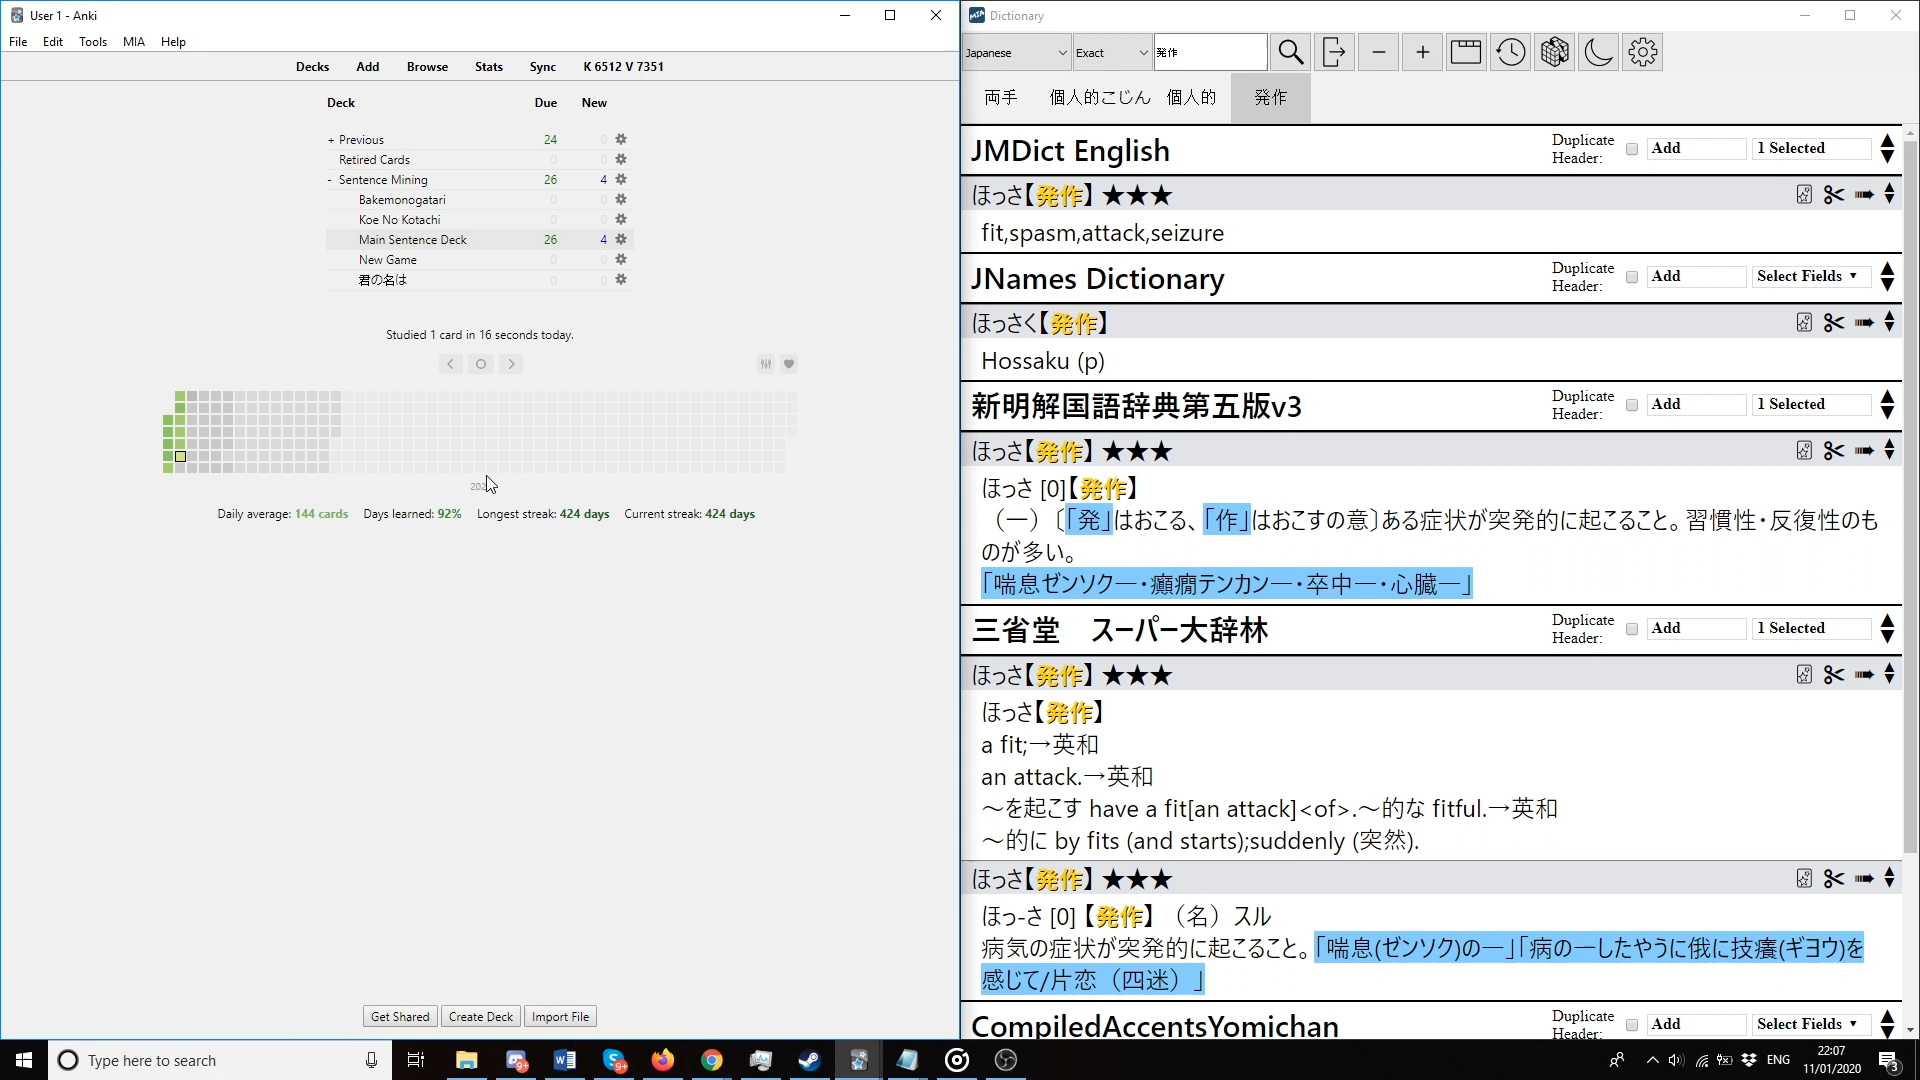 User 1 - Anki
File Edit Tools MIA Help
Decks Add Browse Stats Sync K 6512 V 7351
Deck Due New
+ Previous 24 0
Retired Cards 0 0
- Sentence Mining 26 4
Bakemonogatari 0 0
Koe No Kotachi 0 0
Main Sentence Deck 26 4
New Game 0 0
君の名は 0 0
Studied 1 card in 16 seconds today.
Daily average: 144 cards Days learned: 92% Longest streak: 424 days Current streak: 424 days
Get Shared Create Deck Import File
Dictionary
Japanese Exact 発作
両手 個人的こじん 個人的 発作
JMDict English Duplicate Header: Add 1 Selected
ほっさ【発作】★★★
fit,spasm,attack,seizure
JNames Dictionary Duplicate Header: Add Select Fields ▼
ほっさく【発作】
Hossaku (p)
新明解国語辞典第五版v3 Duplicate Header: Add 1 Selected
ほっさ【発作】★★★
ほっさ [0]【発作】
（一）〔「発」はおこる、「作」はおこすの意〕ある症状が突発的に起こること。習慣性・反復性のも
のが多い。
「喘息ゼンソク―・癲癇テンカン―・卒中―・心臓―」
三省堂　スーパー大辞林 Duplicate Header: Add 1 Selected
ほっさ【発作】★★★
ほっさ【発作】
a fit;→英和
an attack.→英和
～を起こす have a fit[an attack]<of>.～的な fitful.→英和
～的に by fits (and starts);suddenly (突然).
ほっさ【発作】★★★
ほっ-さ [0]【発作】（名）スル
病気の症状が突発的に起こること。「喘息(ゼンソク)の―」「病の―したやうに俄に技癢(ギヨウ)を
感じて/片恋（四迷）」
CompiledAccentsYomichan Duplicate Header: Add Select Fields ▼
Type here to search
ENG 22:07
11/01/2020
3